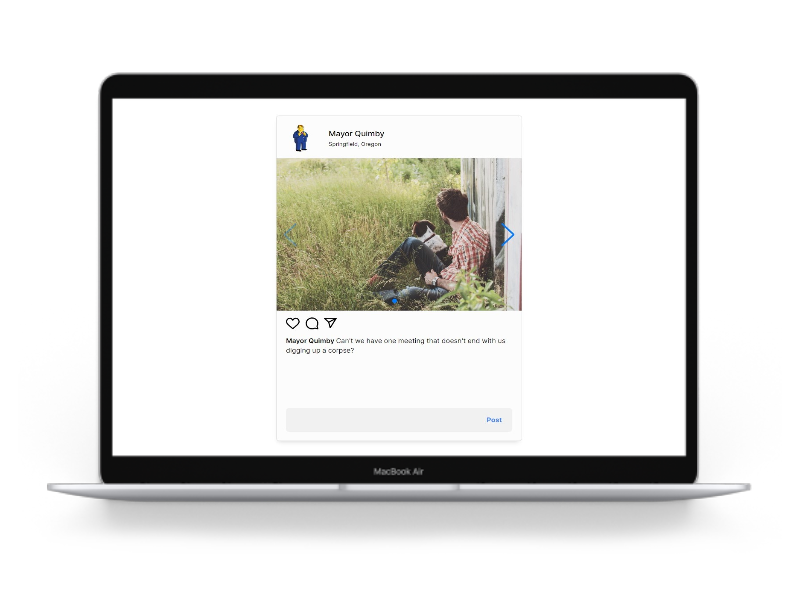 Mayor Quimby
Springfield, Oregon
Mayor Quimby Can't we have one meeting that doesn't end with us
digging up a corpse?
Post
MacBook Air